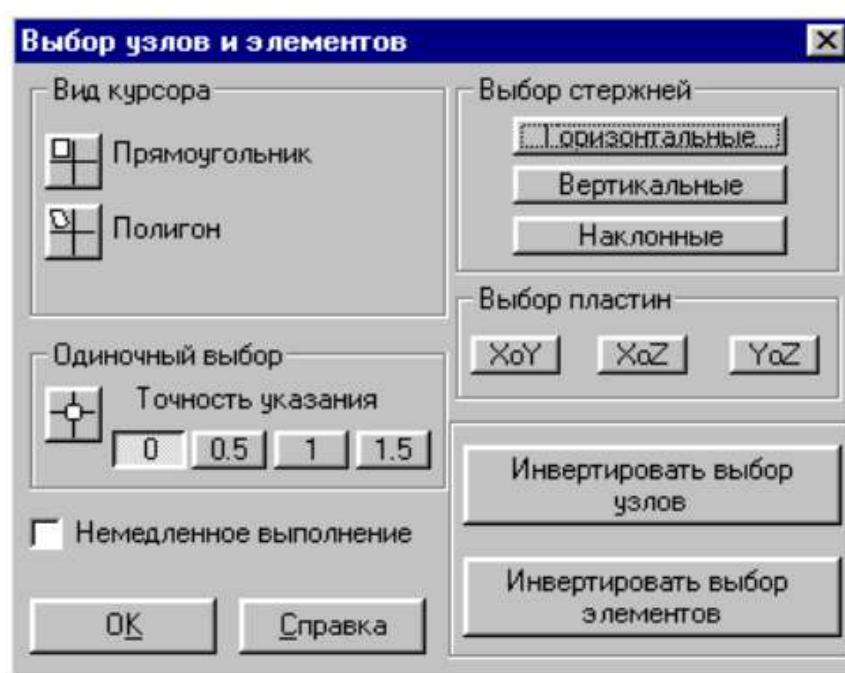 Выбор узлов и элементов
Вид курсора
Прямоугольник
Полигон
Одиночный выбор
Точность указания
0 0.5 1 1.5
Немедленное выполнение
OK Справка
Выбор стержней
Горизонтальные
Вертикальные
Наклонные
Выбор пластин
XoY XoZ YoZ
Инвертировать выбор
узлов
Инвертировать выбор
элементов